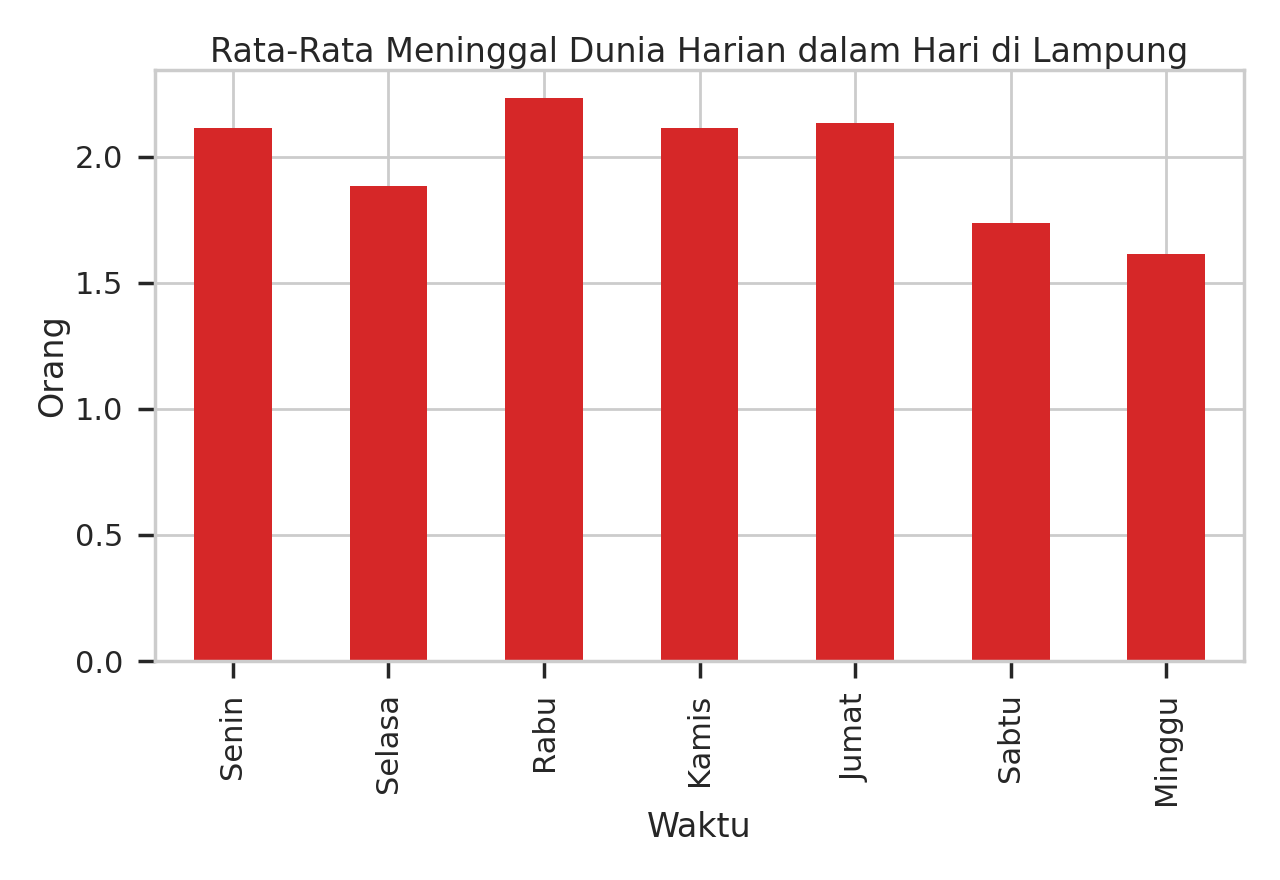 Rata-Rata Meninggal Dunia Harian dalam Hari di Lampung
Orang
2.0
1.5
1.0
0.5
0.0
Senin
Selasa
Rabu
Kamis
Jumat
Sabtu
Minggu
Waktu